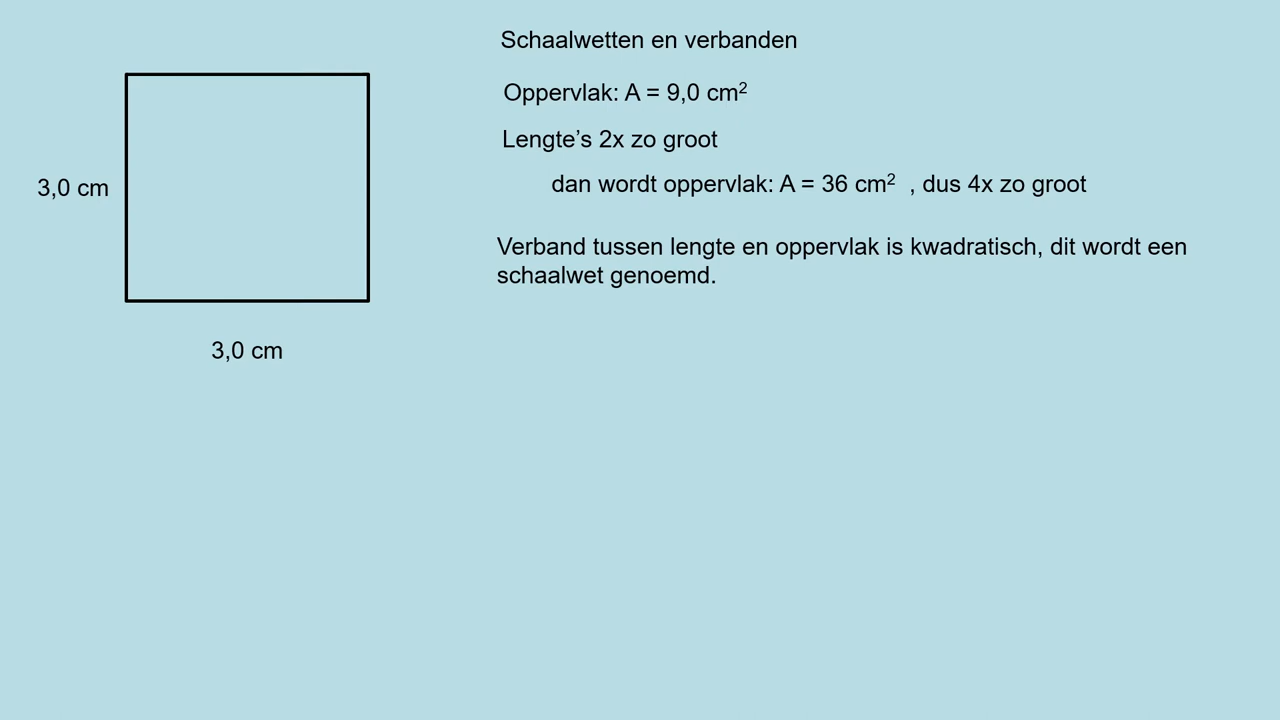 Schaalwetten en verbanden
Oppervlak: A = 9,0 cm²
Lengte’s 2x zo groot
3,0 cm
dan wordt oppervlak: A = 36 cm² , dus 4x zo groot
Verband tussen lengte en oppervlak is kwadratisch, dit wordt een
schaalwet genoemd.
3,0 cm